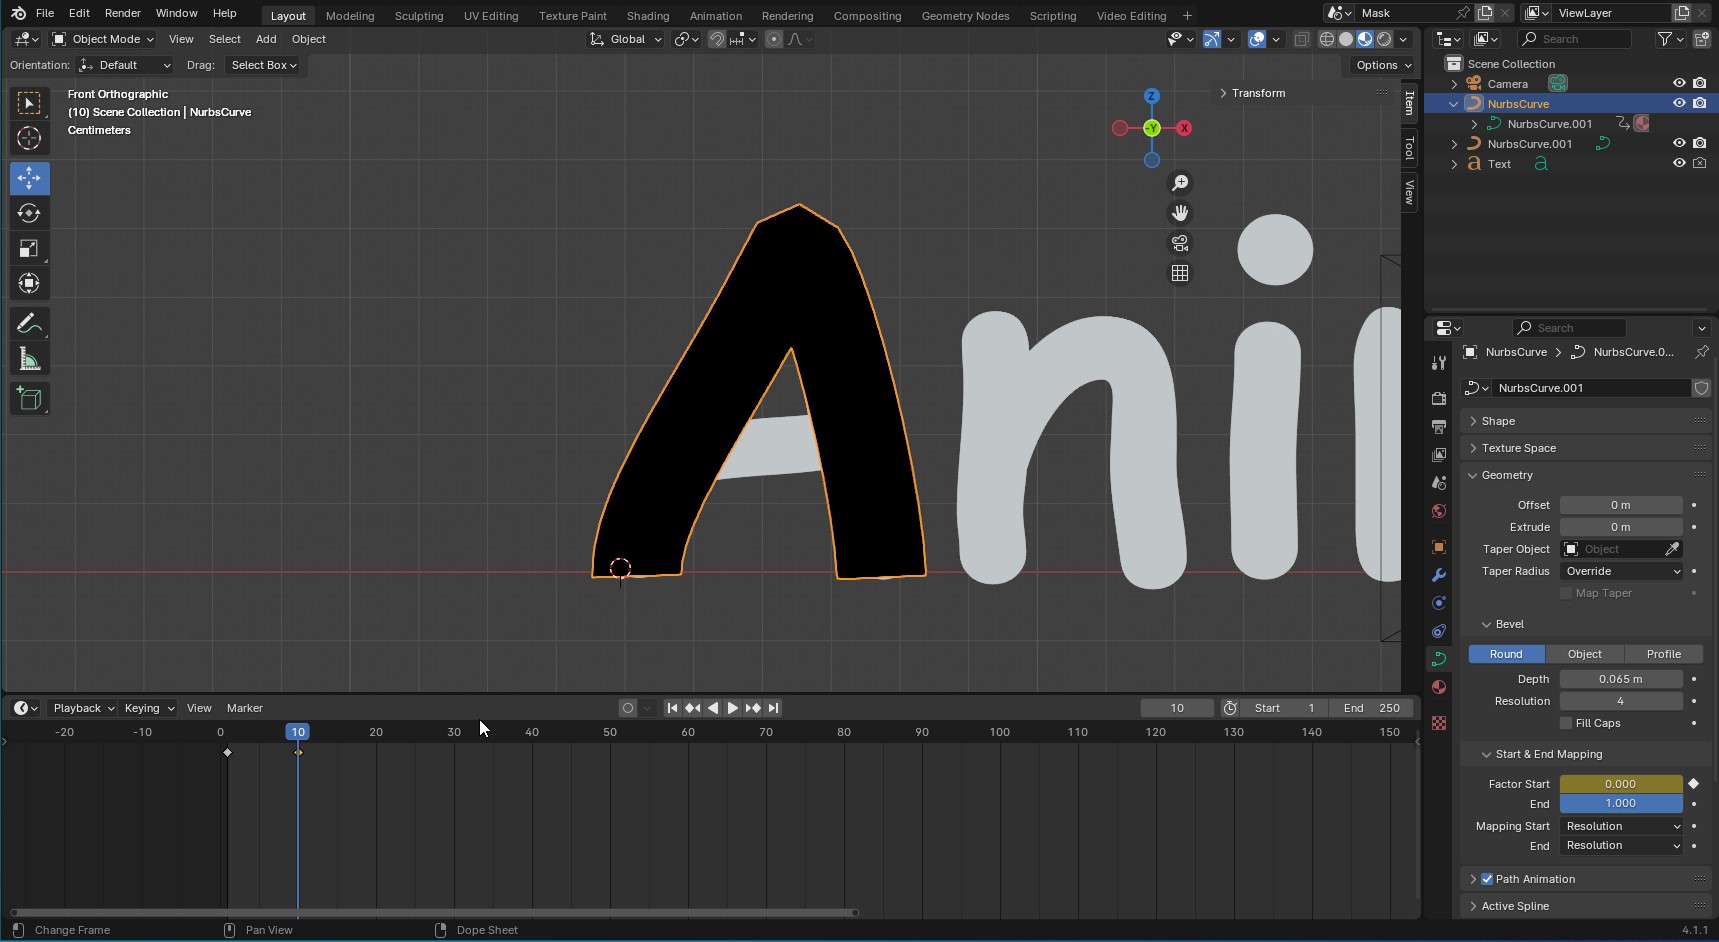 File Edit Render Window Help Layout Modeling Sculpting UV Editing Texture Paint Shading Animation Rendering Compositing Geometry Nodes Scripting Video Editing + Mask ViewLayer
Object Mode View Select Add Object Global Search
Orientation: Default Drag: Select Box Options
Front Orthographic
(10) Scene Collection | NurbsCurve
Centimeters
Transform
Z
-Y X
Item
Tool
View
Ani
Scene Collection
Camera
NurbsCurve
NurbsCurve.001
NurbsCurve.001
Text
Search
NurbsCurve NurbsCurve.0...
NurbsCurve.001
Shape
Texture Space
Geometry
Offset 0 m
Extrude 0 m
Taper Object Object
Taper Radius Override
Map Taper
Bevel
Round Object Profile
Depth 0.065 m
Resolution 4
Fill Caps
Start & End Mapping
Factor Start 0.000
End 1.000
Mapping Start Resolution
End Resolution
Path Animation
Active Spline
Playback Keying View Marker 10 Start 1 End 250
-20 -10 0 10 20 30 40 50 60 70 80 90 100 110 120 130 140 150
Change Frame Pan View Dope Sheet 4.1.1